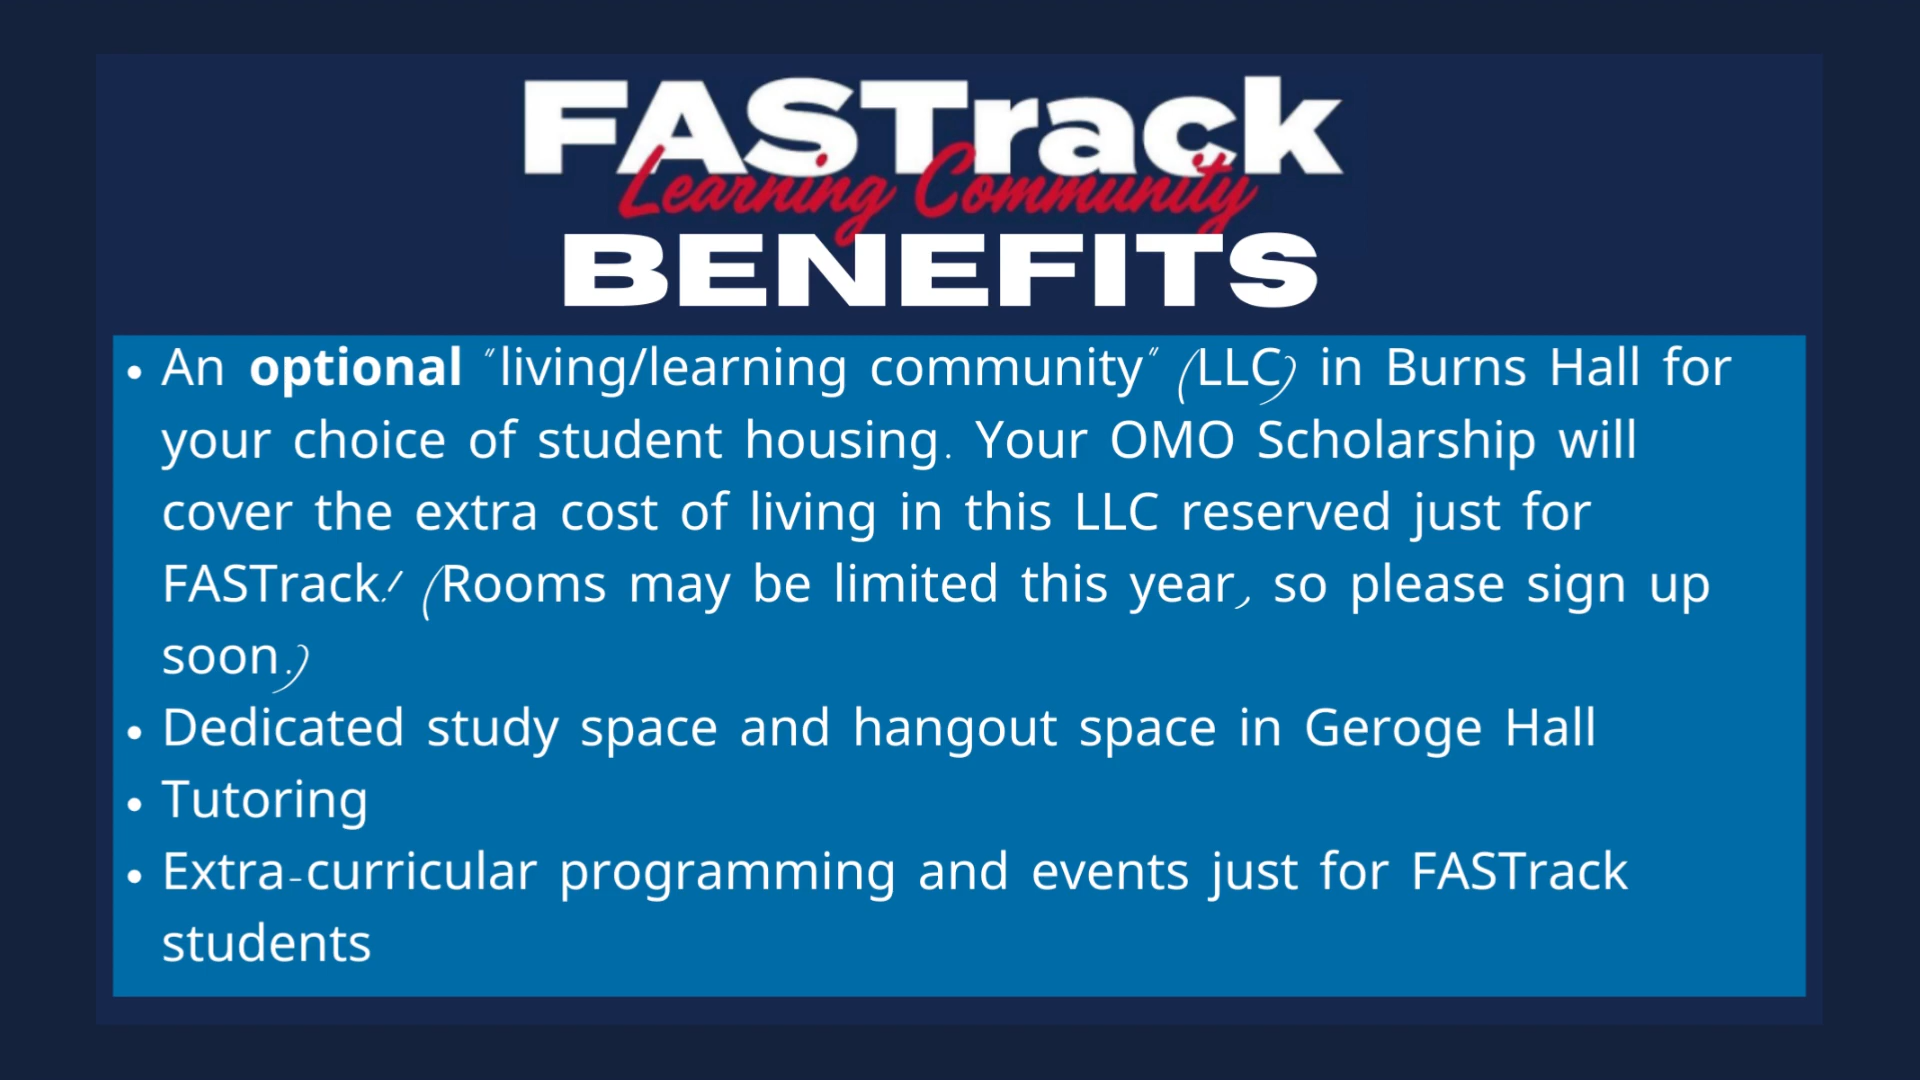 FASTrack
Learning Community
BENEFITS
• An optional "living/learning community" (LLC) in Burns Hall for
your choice of student housing. Your OMO Scholarship will
cover the extra cost of living in this LLC reserved just for
FASTrack! (Rooms may be limited this year, so please sign up
soon.)
• Dedicated study space and hangout space in Geroge Hall
• Tutoring
• Extra-curricular programming and events just for FASTrack
students